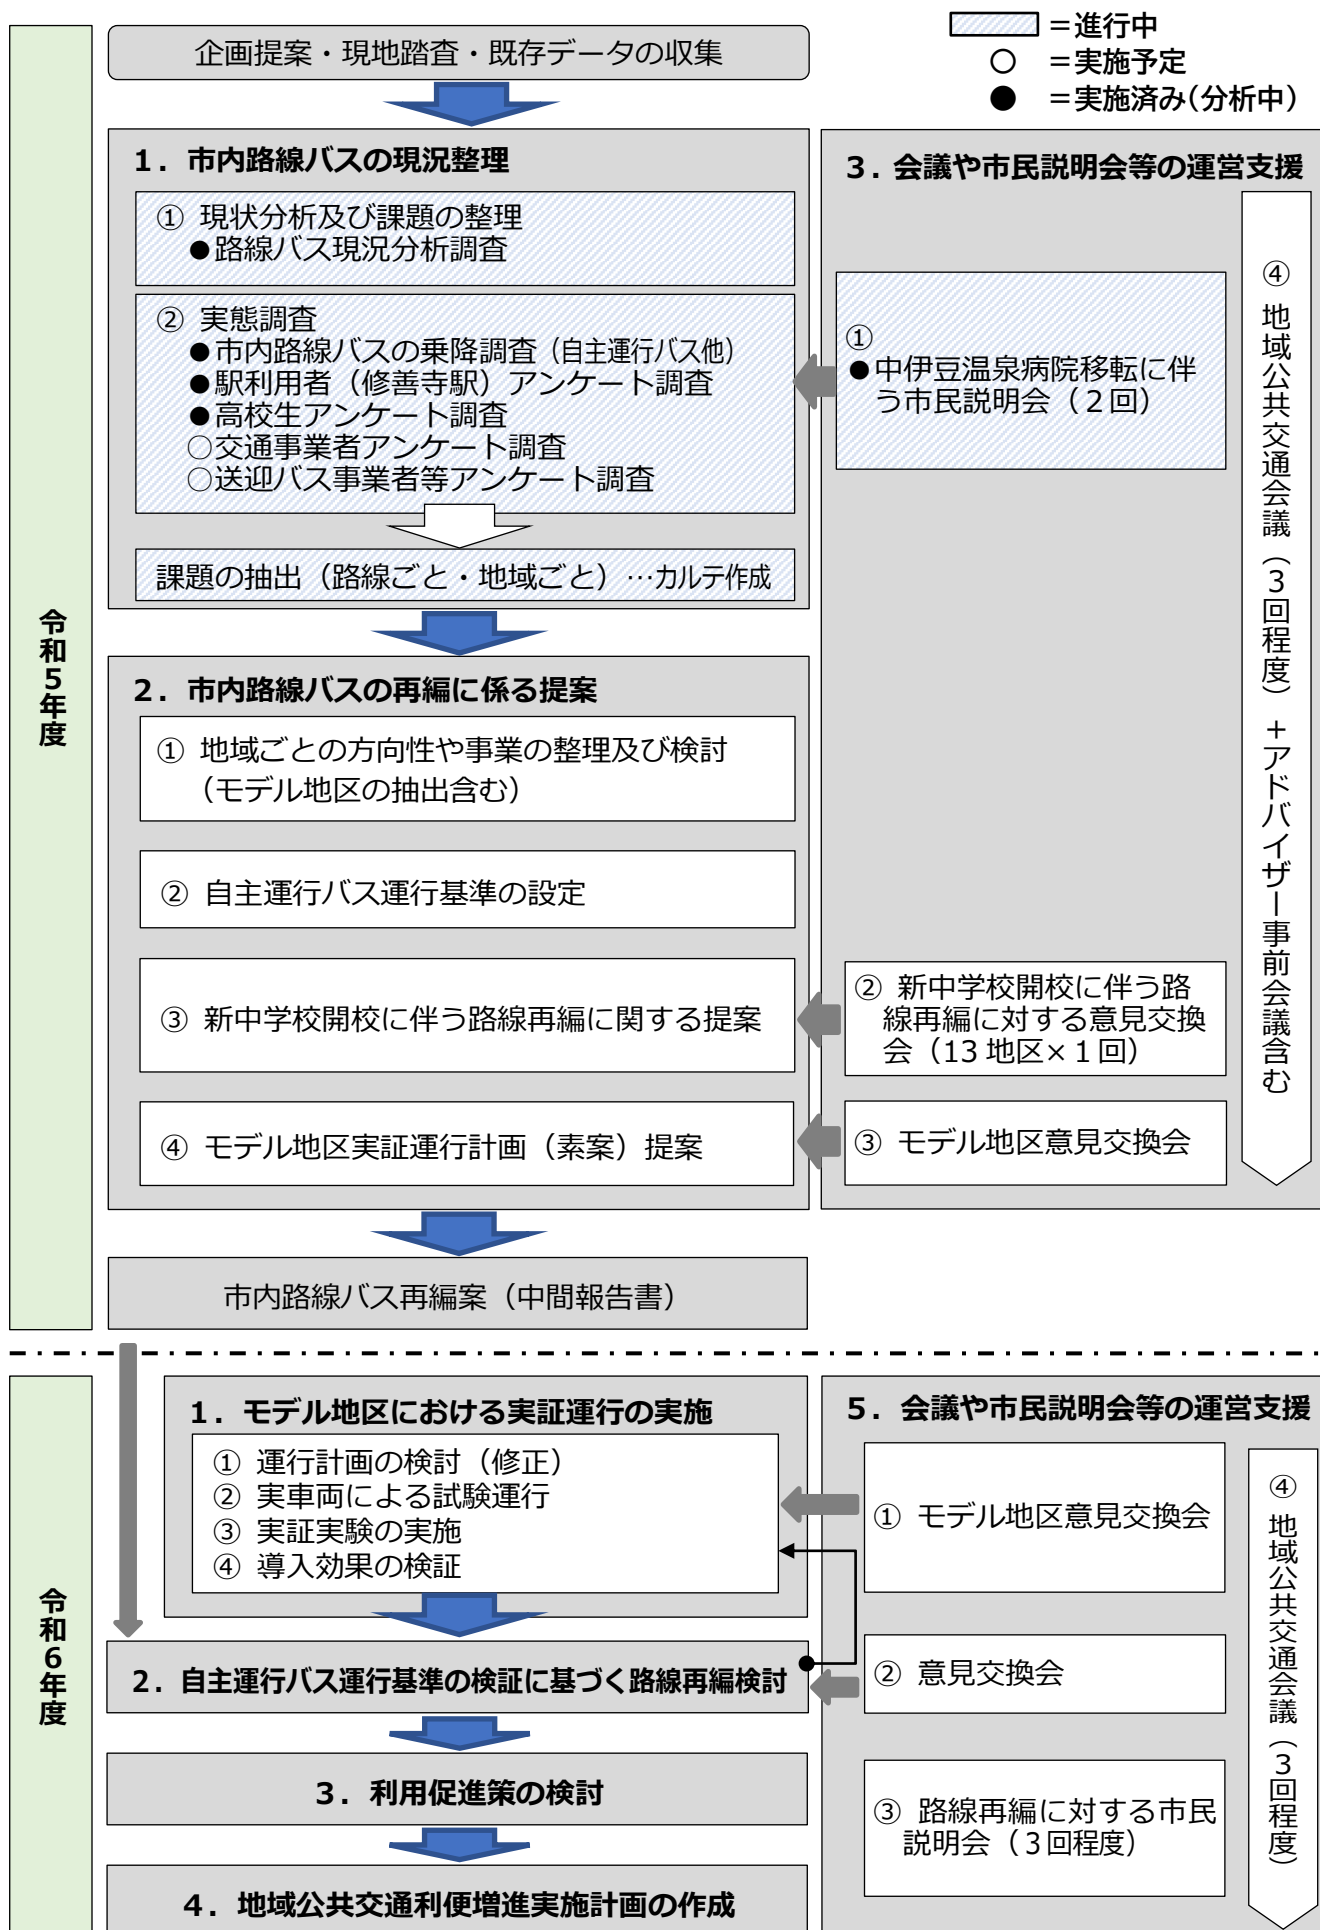 ＝進行中
○ ＝実施予定
● ＝実施済み（分析中）
令和5年度
企画提案・現地踏査・既存データの収集
1．市内路線バスの現況整理
① 現状分析及び課題の整理
●路線バス現況分析調査
② 実態調査
●市内路線バスの乗降調査（自主運行バス他）
●駅利用者（修善寺駅）アンケート調査
●高校生アンケート調査
○交通事業者アンケート調査
○送迎バス事業者等アンケート調査
課題の抽出（路線ごと・地域ごと）…カルテ作成
2．市内路線バスの再編に係る提案
① 地域ごとの方向性や事業の整理及び検討
（モデル地区の抽出含む）
② 自主運行バス運行基準の設定
③ 新中学校開校に伴う路線再編に関する提案
④ モデル地区実証運行計画（素案）提案
市内路線バス再編案（中間報告書）
3．会議や市民説明会等の運営支援
①
●中伊豆温泉病院移転に伴
う市民説明会（２回）
② 新中学校開校に伴う路
線再編に対する意見交換
会（13 地区×１回）
③ モデル地区意見交換会
④ 地域公共交通会議（３回程度）＋アドバイザー事前会議含む
令和6年度
1．モデル地区における実証運行の実施
① 運行計画の検討（修正）
② 実車両による試験運行
③ 実証実験の実施
④ 導入効果の検証
2．自主運行バス運行基準の検証に基づく路線再編検討
3．利用促進策の検討
4．地域公共交通利便増進実施計画の作成
5．会議や市民説明会等の運営支援
① モデル地区意見交換会
② 意見交換会
③ 路線再編に対する市民
説明会（３回程度）
④ 地域公共交通会議（３回程度）